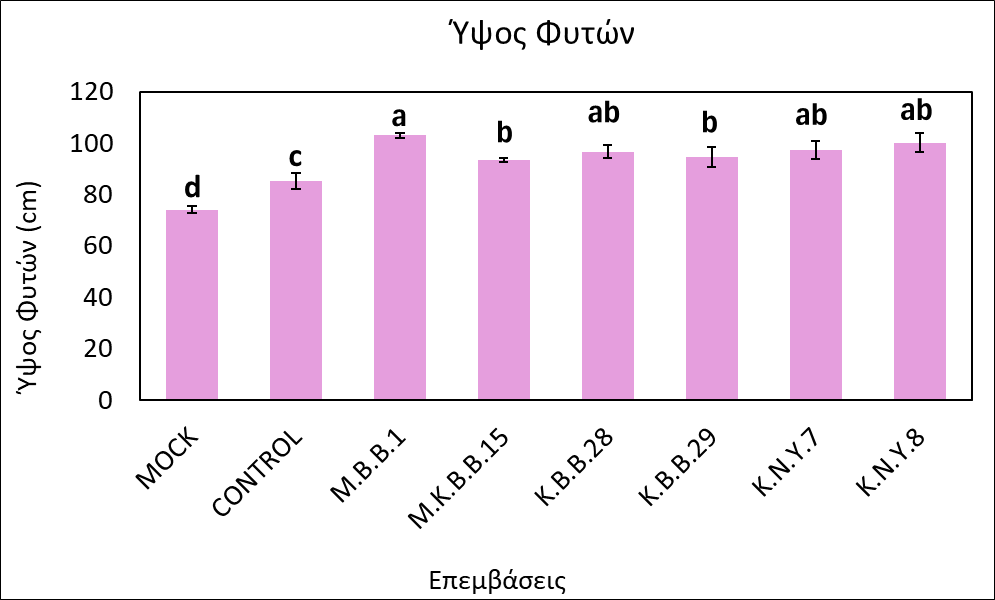 Ύψος Φυτών
Ύψος Φυτών (cm)
120
100
80
60
40
20
0
d
c
a
b
ab
b
ab
ab
MOCK
CONTROL
M.B.B.1
M.K.B.B.15
K.B.B.28
K.B.B.29
K.N.Y.7
K.N.Y.8
Επεμβάσεις